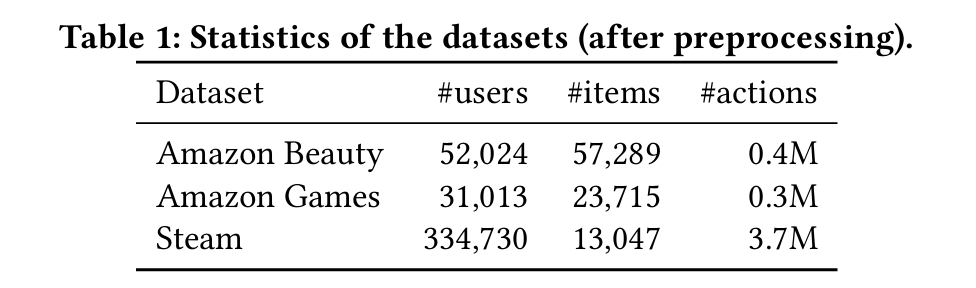 Table 1: Statistics of the datasets (after preprocessing).
Dataset #users #items #actions
Amazon Beauty 52,024 57,289 0.4M
Amazon Games 31,013 23,715 0.3M
Steam 334,730 13,047 3.7M